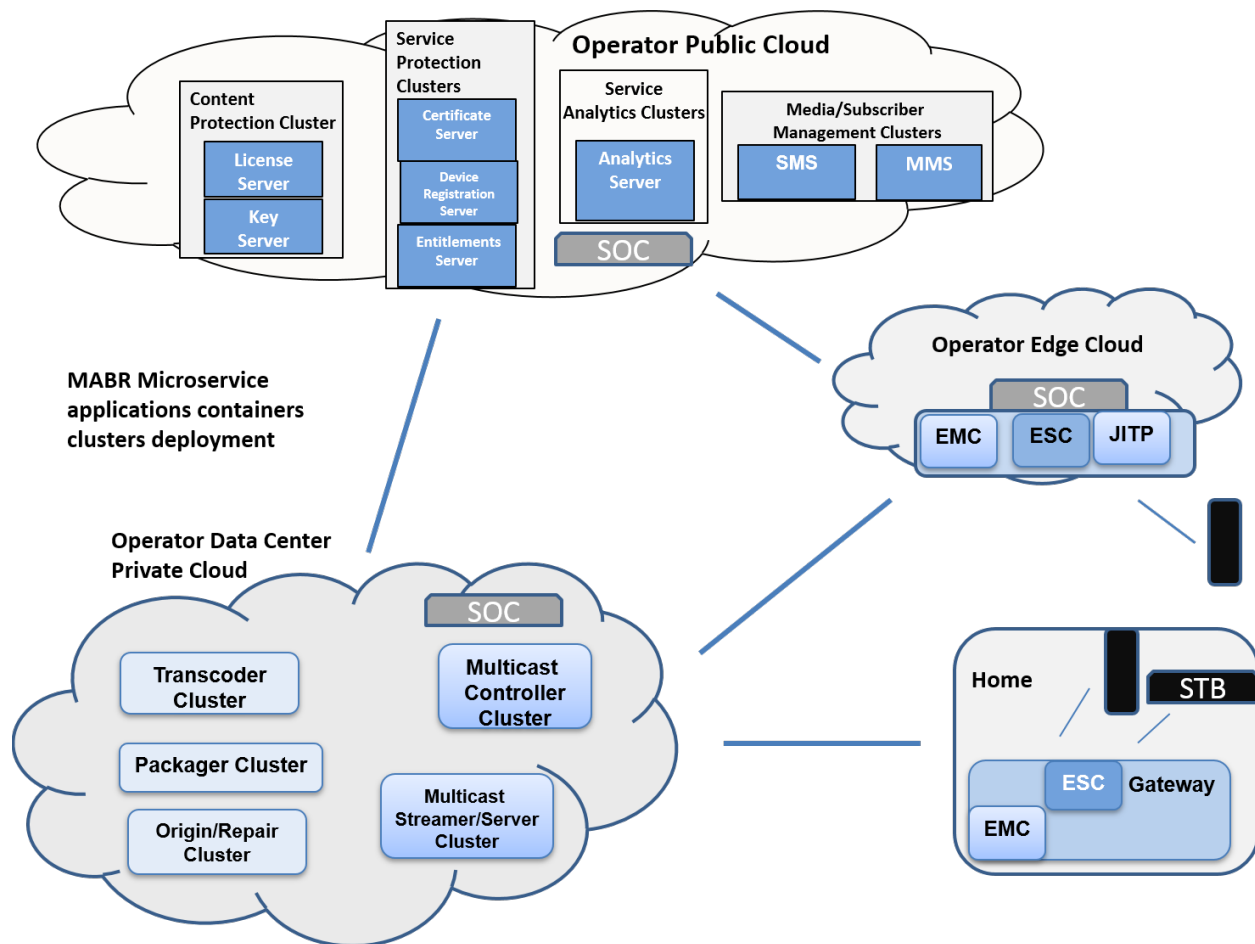 Operator Public Cloud
Content
Protection Cluster
License
Server
Key
Server
Service
Protection
Clusters
Certificate
Server
Device
Registration
Server
Entitlements
Server
Service
Analytics Clusters
Analytics
Server
SOC
Media/Subscriber
Management Clusters
SMS
MMS
MABR Microservice
applications containers
clusters deployment
Operator Edge Cloud
SOC
EMC
ESC
JITP
Operator Data Center
Private Cloud
SOC
Transcoder
Cluster
Multicast
Controller
Cluster
Packager Cluster
Origin/Repair
Cluster
Multicast
Streamer/Server
Cluster
Home
STB
ESC
Gateway
EMC